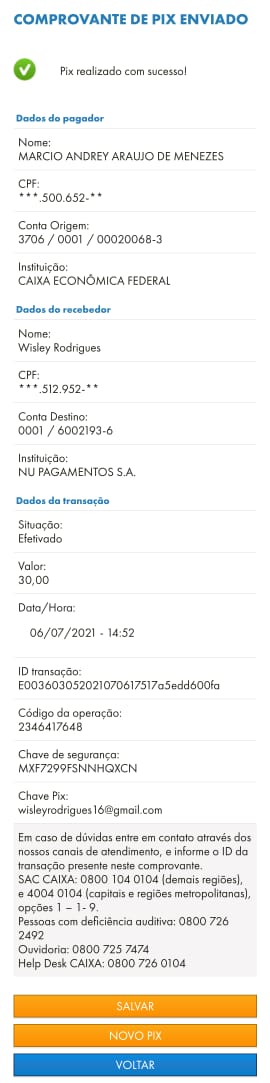 COMPROVANTE DE PIX ENVIADO
Pix realizado com sucesso!
Dados do pagador
Nome:
MARCIO ANDREY ARAUJO DE MENEZES
CPF:
***.500.652-**
Conta Origem:
3706 / 0001 / 00020068-3
Instituição:
CAIXA ECONÔMICA FEDERAL
Dados do recebedor
Nome:
Wisley Rodrigues
CPF:
***.512.952-**
Conta Destino:
0001 / 6002193-6
Instituição:
NU PAGAMENTOS S.A.
Dados da transação
Situação:
Efetivado
Valor:
30,00
Data/Hora:
06/07/2021 - 14:52
ID transação:
E003603052021070617517a5edd600fa
Código da operação:
2346417648
Chave de segurança:
MXF7299FSNNHQXCN
Chave Pix:
wisleyrodrigues16@gmail.com
Em caso de dúvidas entre em contato através dos
nossos canais de atendimento, e informe o ID da
transação presente neste comprovante.
SAC CAIXA: 0800 104 0104 (demais regiões),
e 4004 0104 (capitais e regiões metropolitanas),
opções 1 – 1- 9.
Pessoas com deficiência auditiva: 0800 726
2492
Ouvidoria: 0800 725 7474
Help Desk CAIXA: 0800 726 0104
SALVAR
NOVO PIX
VOLTAR